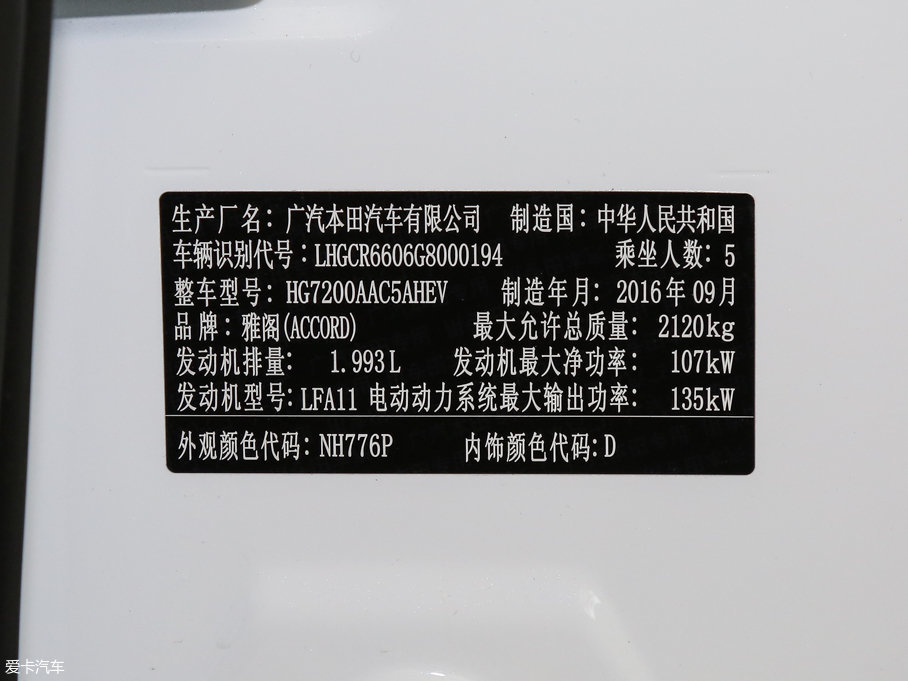 生产厂名：广汽本田汽车有限公司 制造国：中华人民共和国
车辆识别代号：LHGCR6606G8000194 乘坐人数：5
整车型号：HG7200AAC5AHEV 制造年月：2016年09月
品牌：雅阁(ACCORD) 最大允许总质量：2120kg
发动机排量：1.993L 发动机最大净功率：107kW
发动机型号：LFA11 电动动力系统最大输出功率：135kW
外观颜色代码：NH776P 内饰颜色代码：D
爱卡汽车